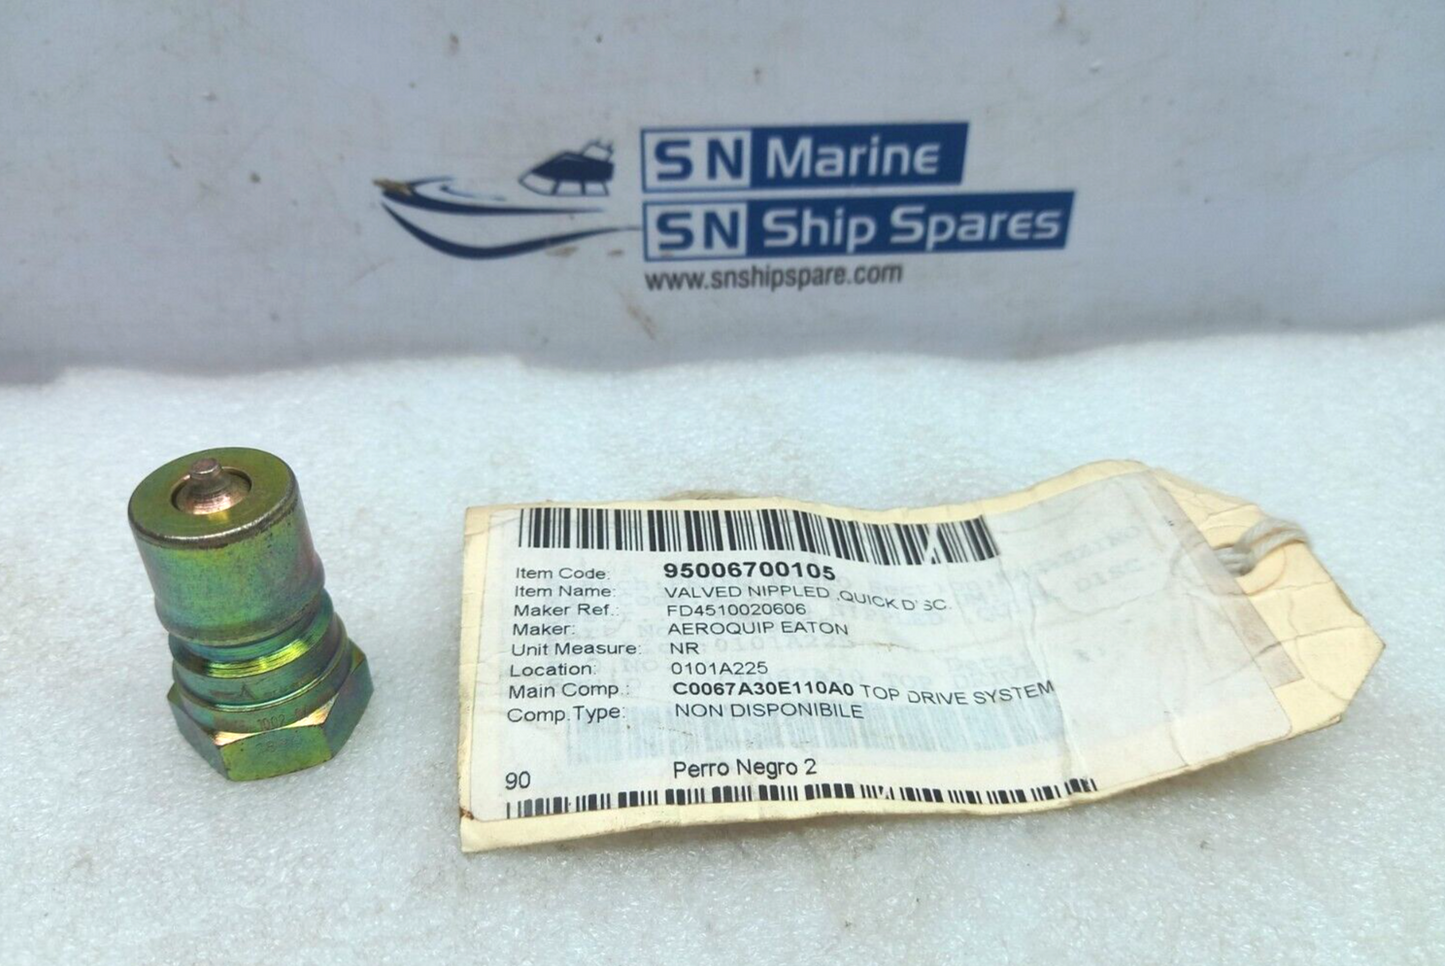 SN Marine
SN Ship Spares
www.snshipspare.com
Item Code: 95006700105
Item Name: VALVED NIPPLED .QUICK D'SC.
Maker Ref.: FD4510020606
Maker: AEROQUIP EATON
Unit Measure: NR
Location: 0101A225
Main Comp.: C0067A30E110A0 TOP DRIVE SYSTEM
Comp.Type: NON DISPONIBILE
90 Perro Negro 2
1002